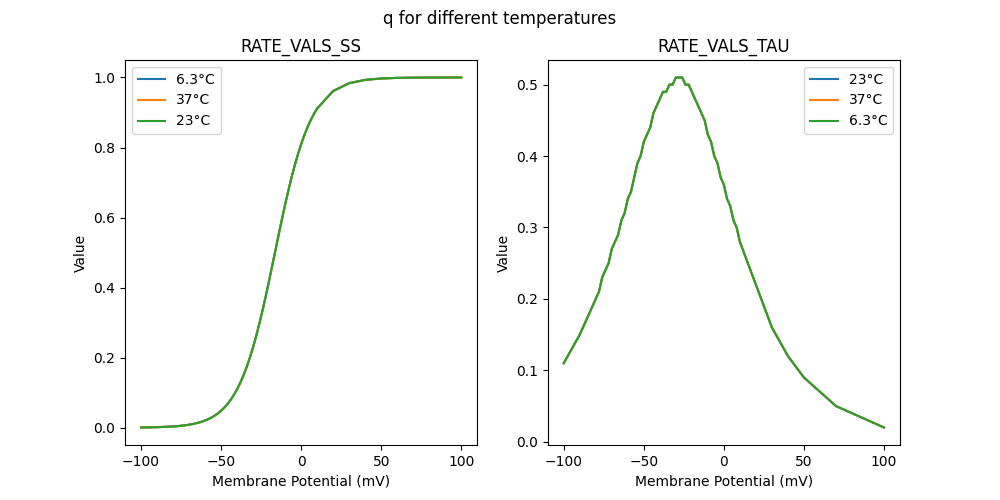 q for different temperatures
RATE_VALS_SS
1.0
0.8
0.6
0.4
0.2
0.0
Value
6.3°C
37°C
23°C
−100
−50
0
50
100
Membrane Potential (mV)
RATE_VALS_TAU
0.5
0.4
0.3
0.2
0.1
0.0
Value
23°C
37°C
6.3°C
−100
−50
0
50
100
Membrane Potential (mV)